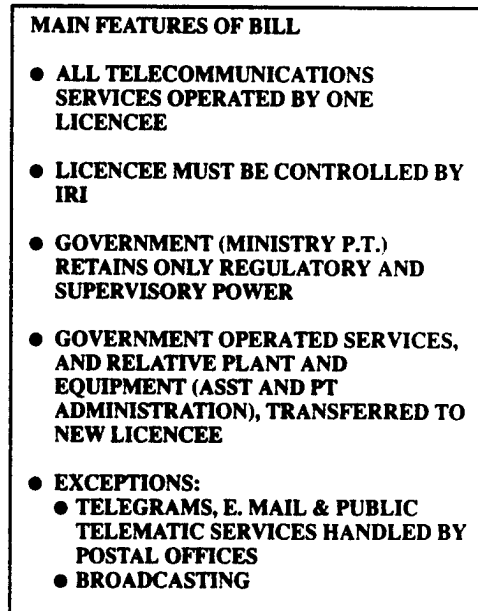 MAIN FEATURES OF BILL
● ALL TELECOMMUNICATIONS
SERVICES OPERATED BY ONE
LICENCEE
● LICENCEE MUST BE CONTROLLED BY
IRI
● GOVERNMENT (MINISTRY P.T.)
RETAINS ONLY REGULATORY AND
SUPERVISORY POWER
● GOVERNMENT OPERATED SERVICES,
AND RELATIVE PLANT AND
EQUIPMENT (ASST AND PT
ADMINISTRATION), TRANSFERRED TO
NEW LICENCEE
● EXCEPTIONS:
● TELEGRAMS, E. MAIL & PUBLIC
TELEMATIC SERVICES HANDLED BY
POSTAL OFFICES
● BROADCASTING